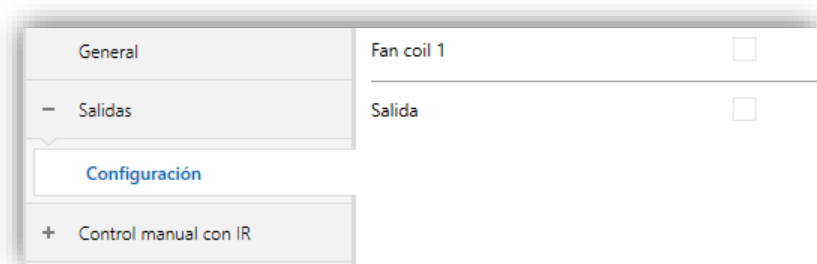 General
Fan coil 1
− Salidas
Salida
Configuración
+ Control manual con IR